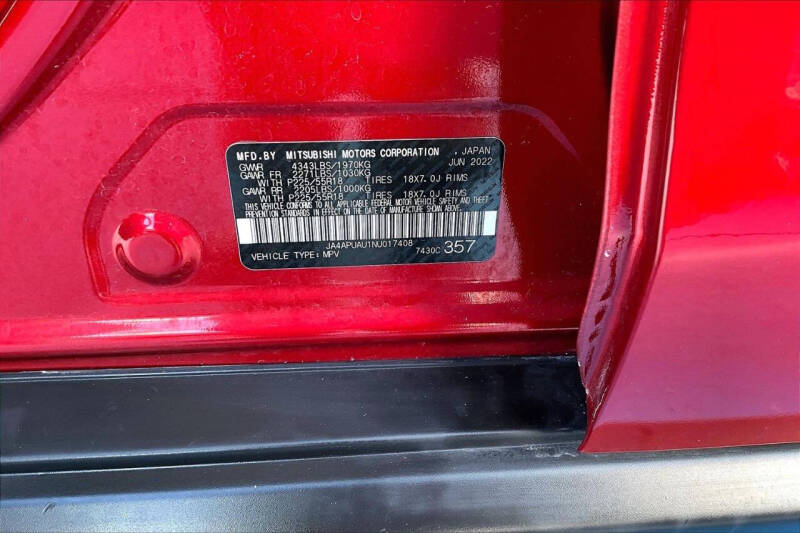 MFD.BY MITSUBISHI MOTORS CORPORATION , JAPAN
GVWR 4343LBS/1970KG JUN 2022
GAWR FR 2271LBS/1030KG
WITH P225/55R18 TIRES 18X7.0J RIMS
GAWR RR 2205LBS/1000KG
WITH P225/55R18 TIRES 18X7.0J RIMS
THIS VEHICLE CONFORMS TO ALL APPLICABLE FEDERAL MOTOR VEHICLE SAFETY AND THEFT
PREVENTION STANDARDS IN EFFECT ON THE DATE OF MANUFACTURE SHOWN ABOVE.
JA4APUAU1NU017408
VEHICLE TYPE: MPV 7430C 357